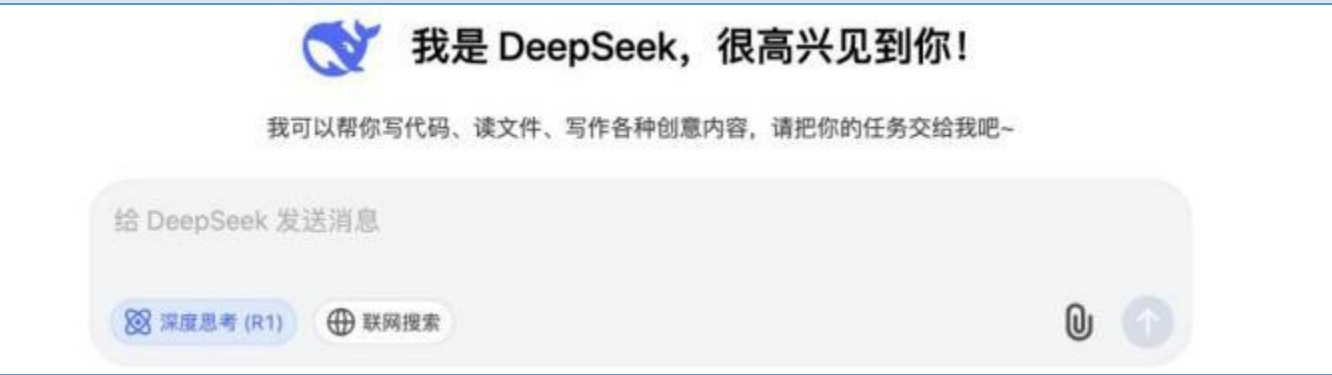 我是 DeepSeek，很高兴见到你！
我可以帮你写代码、读文件、写作各种创意内容，请把你的任务交给我吧~
给 DeepSeek 发送消息
深度思考 (R1) 联网搜索